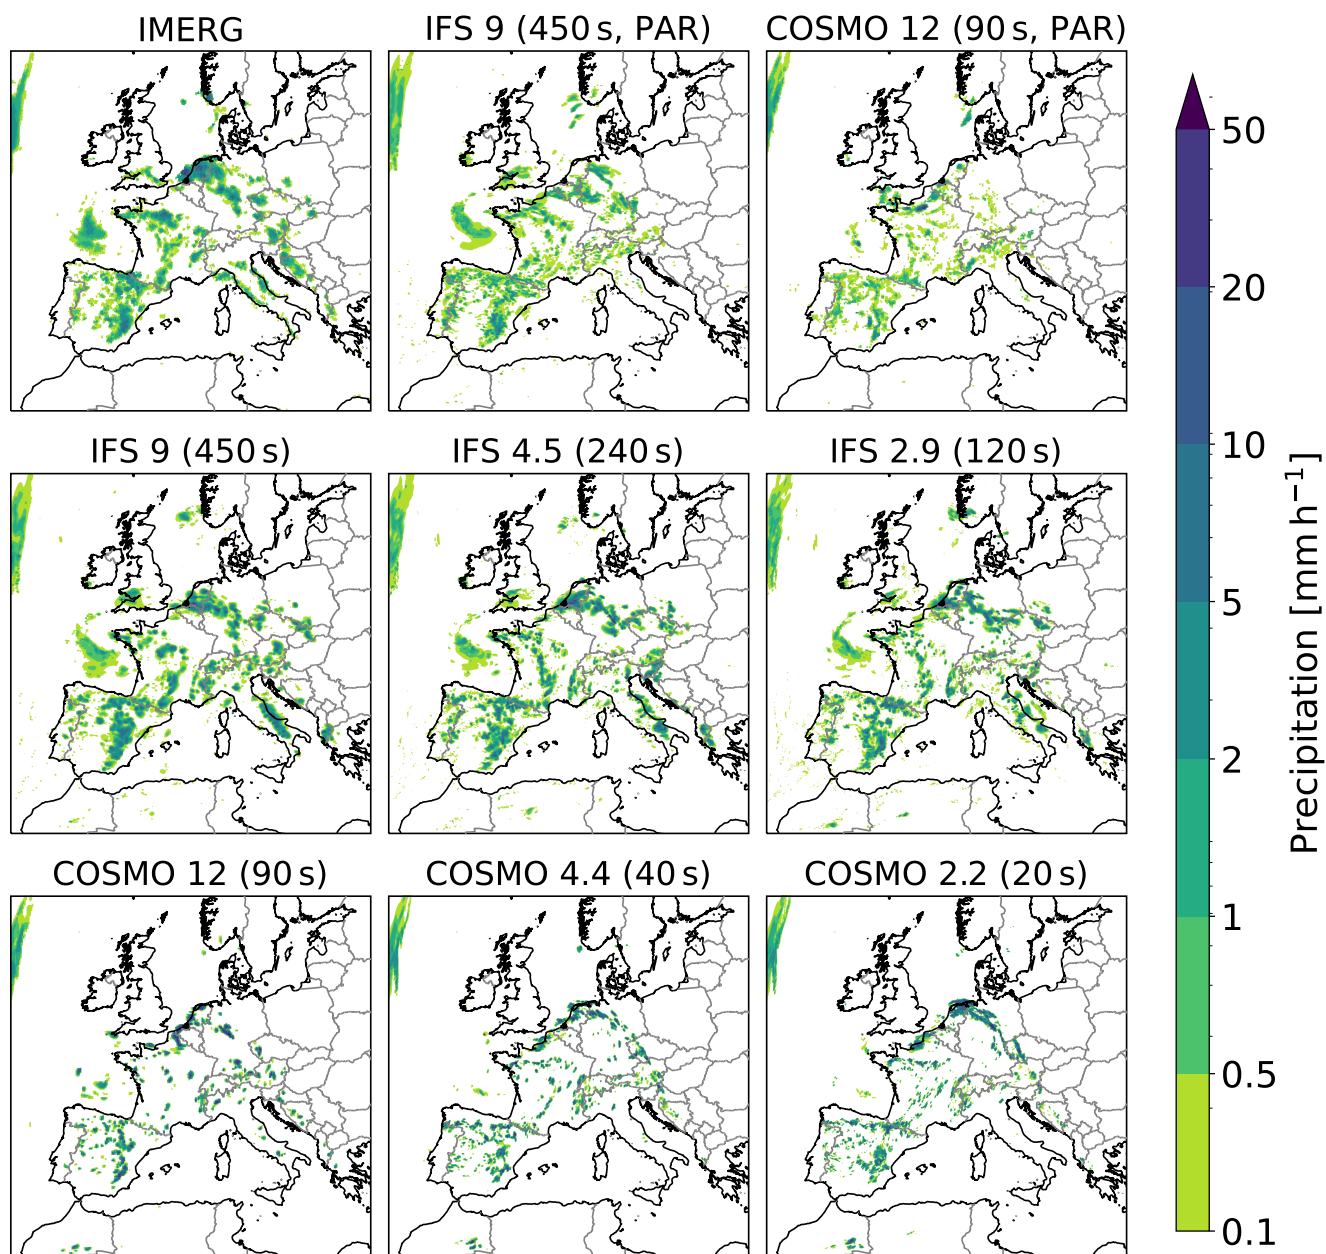 IMERG
IFS 9 (450 s, PAR)
COSMO 12 (90 s, PAR)
IFS 9 (450 s)
IFS 4.5 (240 s)
IFS 2.9 (120 s)
COSMO 12 (90 s)
COSMO 4.4 (40 s)
COSMO 2.2 (20 s)
50
20
10
5
2
1
0.5
0.1
Precipitation [mm h⁻¹]